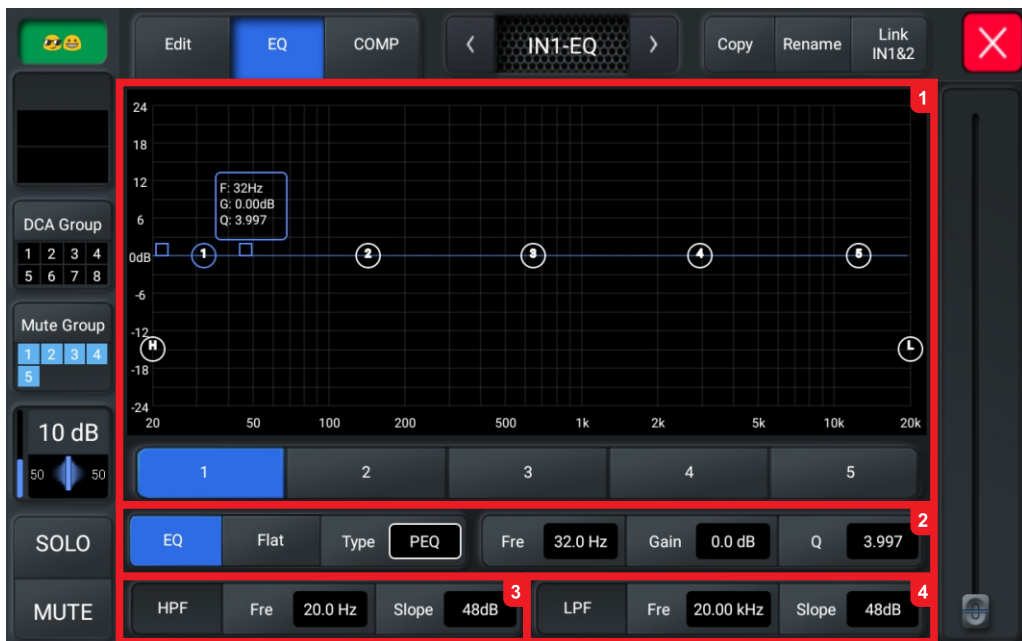 Edit EQ COMP < IN1-EQ > Copy Rename Link IN1&2
1
24
18
12
6
0dB
-6
-12
-18
-24
F: 32Hz
G: 0.00dB
Q: 3.997
1 2 3 4 5
H L
20 50 100 200 500 1k 2k 5k 10k 20k
1 2 3 4 5
DCA Group
1 2 3 4
5 6 7 8
Mute Group
1 2 3 4
5
10 dB
50 50
SOLO
MUTE
2
EQ Flat Type PEQ Fre 32.0 Hz Gain 0.0 dB Q 3.997
3
HPF Fre 20.0 Hz Slope 48dB
4
LPF Fre 20.00 kHz Slope 48dB
0